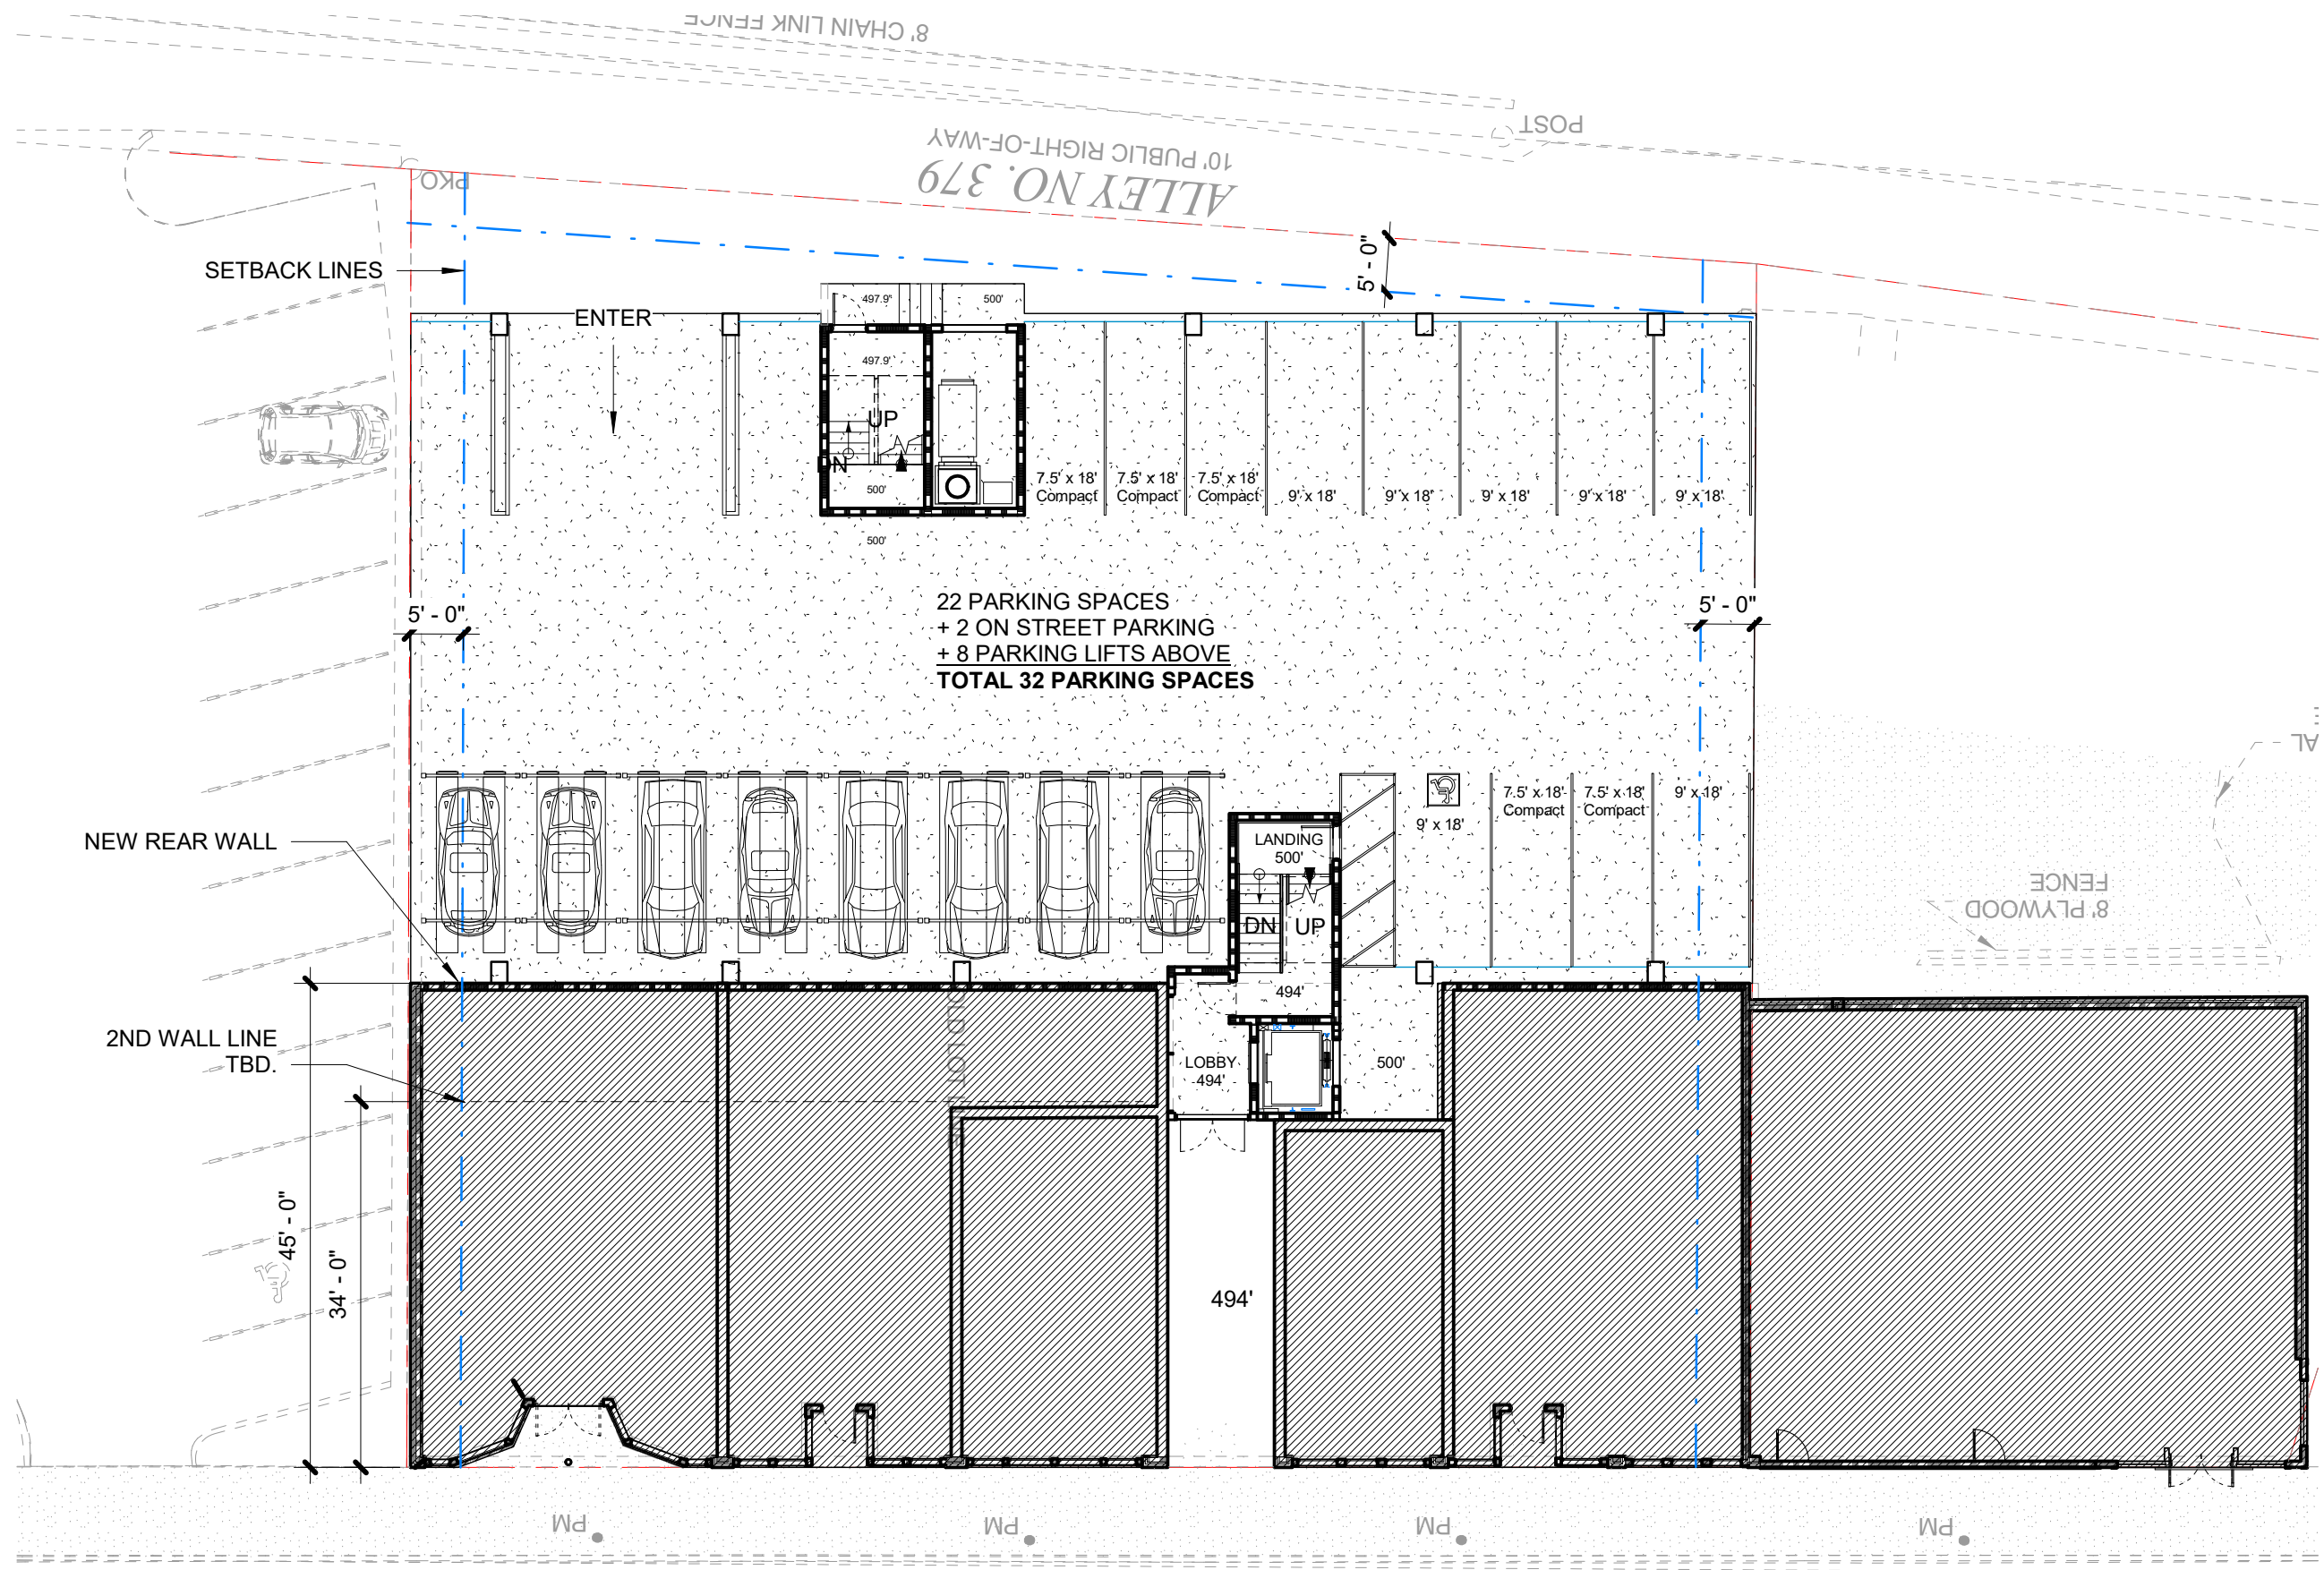 8' CHAIN LINK FENCE
POST
10' PUBLIC RIGHT-OF-WAY
ALLEY NO. 379
PKO
SETBACK LINES
5' - 0"
ENTER
497.9'
500'
497.9'
UP
DN
500'
500'
7.5' x 18'
Compact
7.5' x 18'
Compact
7.5' x 18'
Compact
9' x 18'
9' x 18'
9' x 18'
9' x 18'
9' x 18'
5' - 0"
5' - 0"
22 PARKING SPACES
+ 2 ON STREET PARKING
+ 8 PARKING LIFTS ABOVE
TOTAL 32 PARKING SPACES
9' x 18'
7.5' x 18'
Compact
7.5' x 18'
Compact
9' x 18'
NEW REAR WALL
LANDING
500'
DN
UP
494'
8' PLYWOOD
FENCE
2ND WALL LINE
TBD.
OLD LOT
LOBBY
494'
500'
45' - 0"
34' - 0"
494'
PM
PM
PM
PM